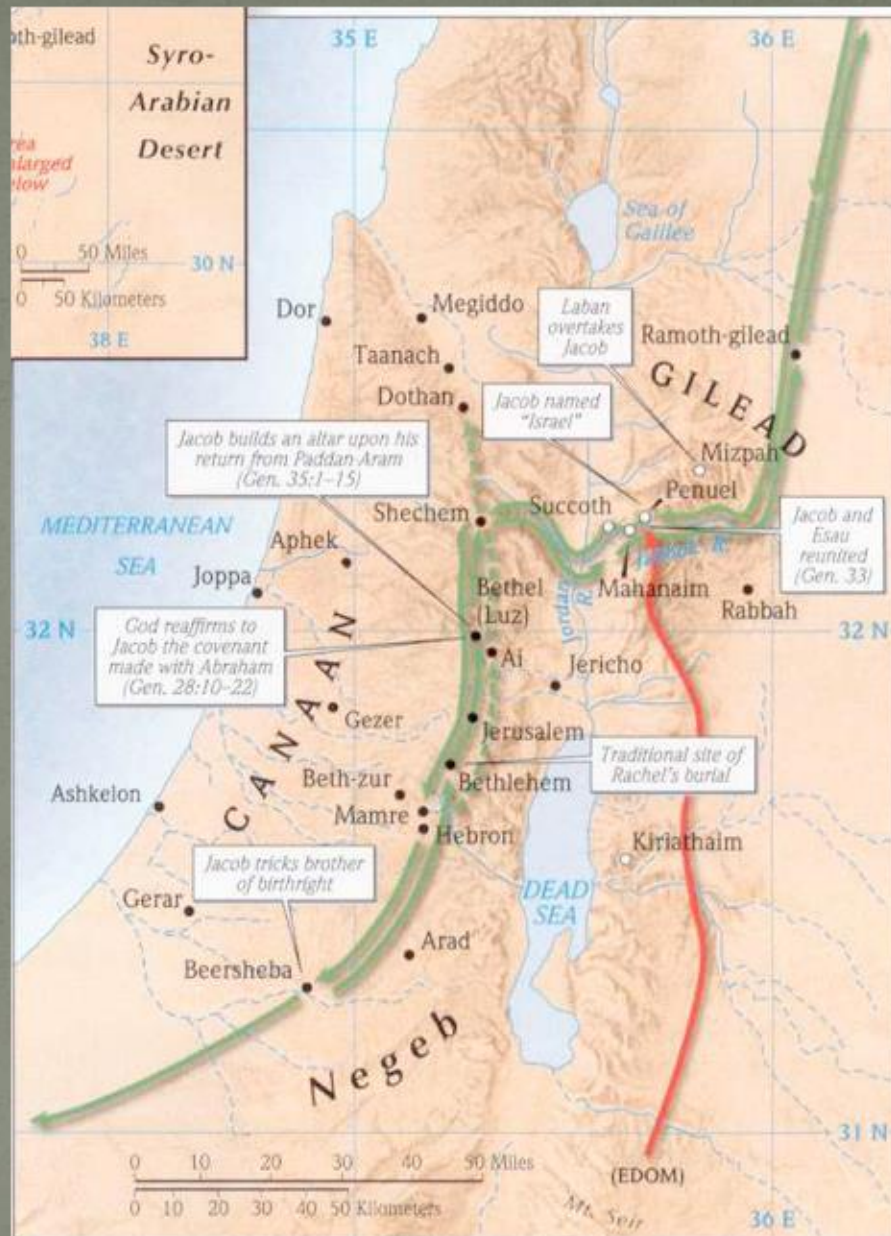 oth-gilead
Syro-
Arabian
Desert
rea
nlarged
elow
0 50 Miles
0 50 Kilometers
30 N
38 E
35 E
36 E
Sea of
Galilee
Dor
Megiddo
Laban
overtakes
Jacob
Ramoth-gilead
Taanach
GILEAD
Dothan
Jacob named
"Israel"
Jacob builds an altar upon his
return from Paddan-Aram
(Gen. 35:1–15)
Mizpah
Penuel
Shechem
Succoth
Jacob and
Esau
reunited
(Gen. 33)
MEDITERRANEAN
SEA
Aphek
Joppa
R.
Mahanaim
Rabbah
Bethel
(Luz)
Jordan
R.
32 N
32 N
God reaffirms to
Jacob the covenant
made with Abraham
(Gen. 28:10–22)
Ai
Jericho
CANAAN
Gezer
Jerusalem
Traditional site of
Rachel's burial
Beth-zur
Bethlehem
Ashkelon
Mamre
Hebron
Kiriathaim
Jacob tricks brother
of birthright
DEAD
SEA
Gerar
Arad
Beersheba
Negeb
31 N
0 10 20 30 40 50 Miles
0 10 20 30 40 50 Kilometers
(EDOM)
Mt. Seir
36 E